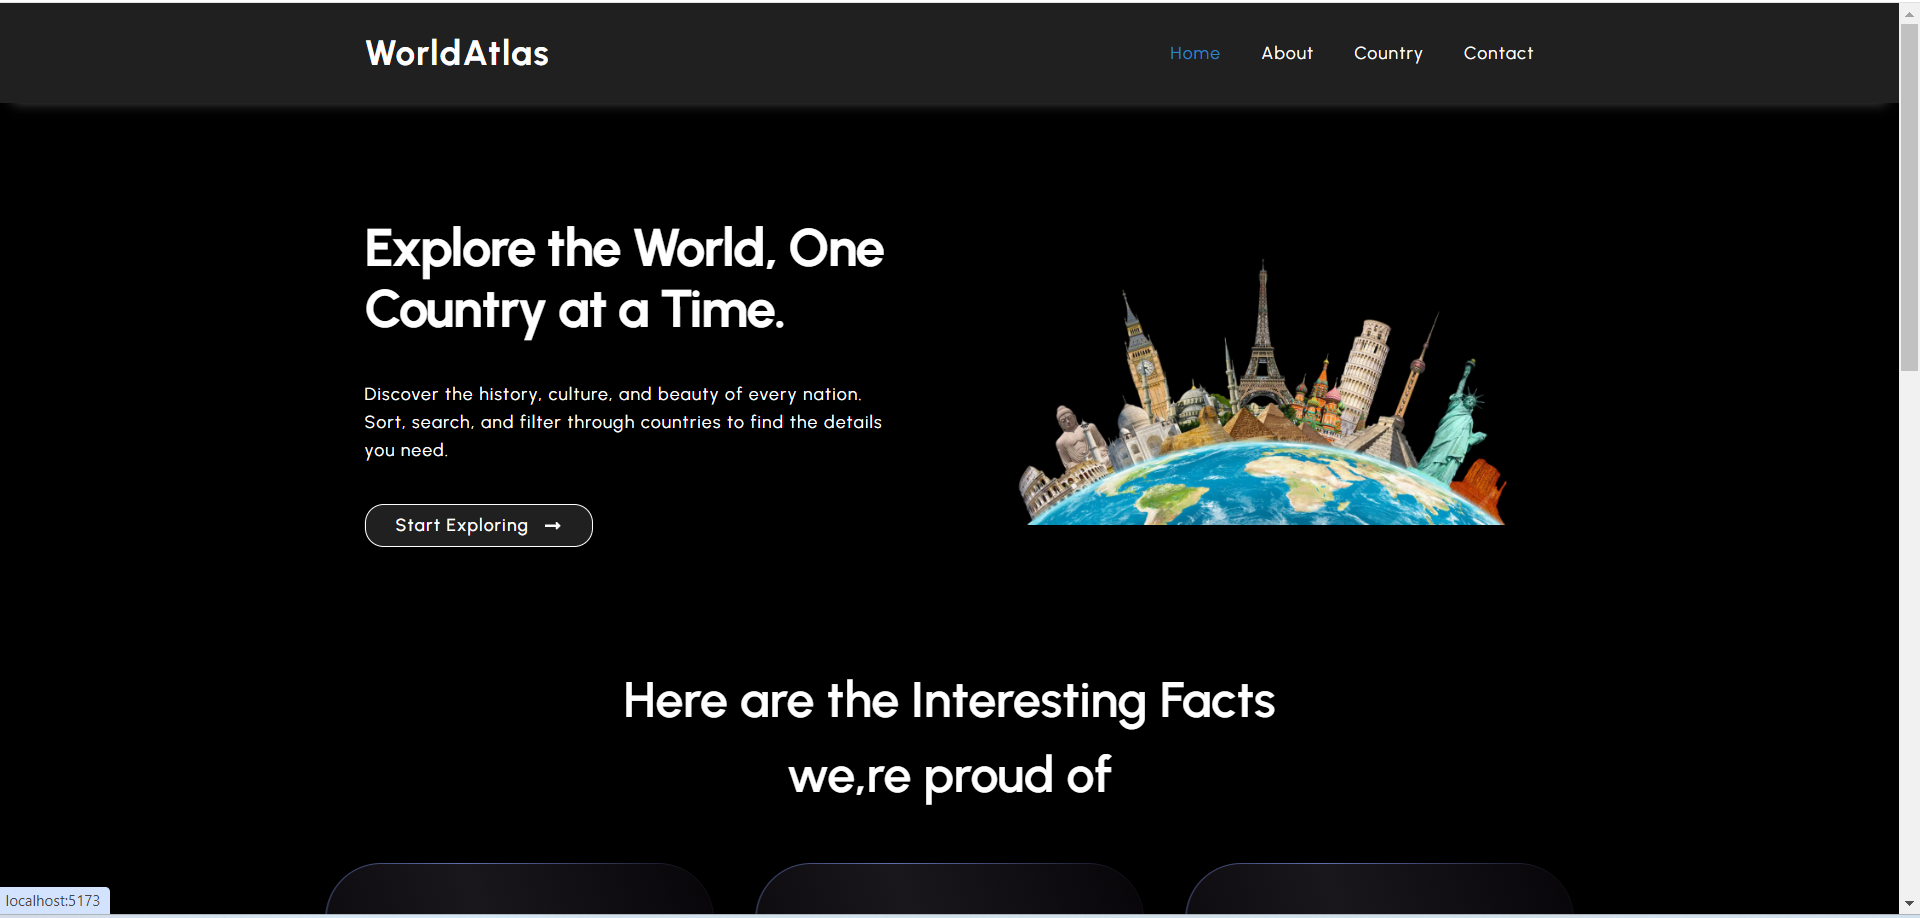 WorldAtlas
Home About Country Contact
Explore the World, One
Country at a Time.
Discover the history, culture, and beauty of every nation.
Sort, search, and filter through countries to find the details
you need.
Start Exploring
Here are the Interesting Facts
we,re proud of
localhost:5173